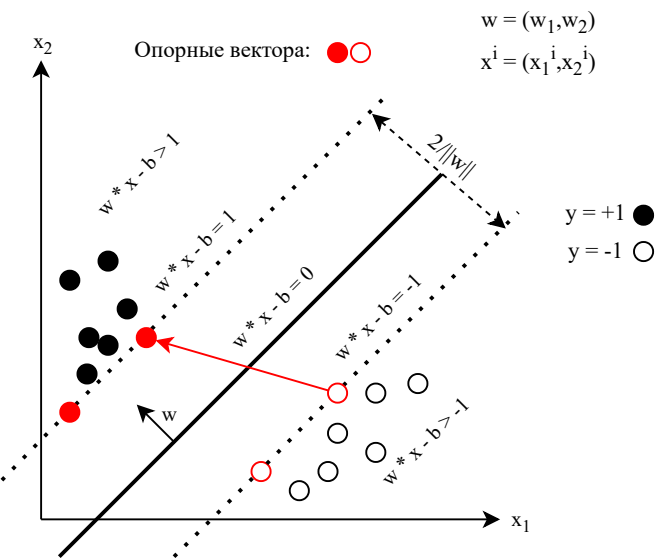 w = (w₁,w₂)
xⁱ = (x₁ⁱ,x₂ⁱ)
x₂
Опорные вектора:
2/||w||
w * x - b > 1
w * x - b = 1
y = +1
y = -1
w * x - b = 0
w * x - b = -1
w
w * x - b > -1
x₁